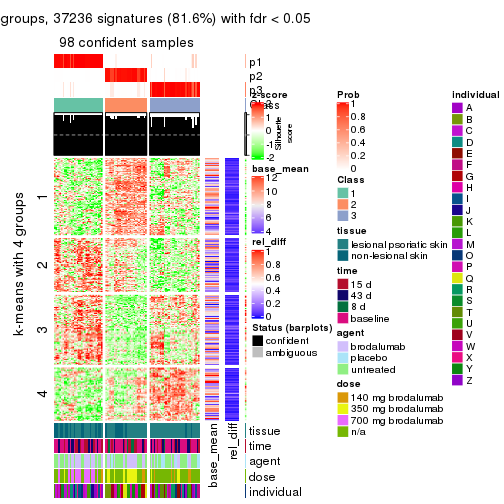 groups, 37236 signatures (81.6%) with fdr < 0.05
98 confident samples
p1
p2
p3
Class
Silhouette
score
1
0.5
0
k-means with 4 groups
1
2
3
4
tissue
time
agent
dose
individual
base_mean
rel_diff
z-score
2
1
0
-1
-2
base_mean
12
10
8
6
4
rel_diff
1
0.8
0.6
0.4
0.2
0
Status (barplots)
confident
ambiguous
Prob
1
0.8
0.6
0.4
0.2
0
Class
1
2
3
tissue
lesional psoriatic skin
non-lesional skin
time
15 d
43 d
8 d
baseline
agent
brodalumab
placebo
untreated
dose
140 mg brodalumab
350 mg brodalumab
700 mg brodalumab
n/a
individual
A
B
C
D
E
F
G
H
I
J
K
L
M
O
P
Q
R
S
T
U
V
W
X
Y
Z